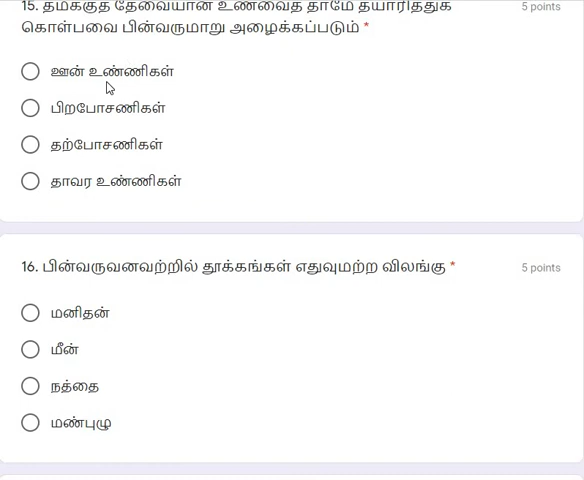 15. தமக்குத் தேவையான உணவைத் தாமே தயாரித்துக் 5 points
கொள்பவை பின்வருமாறு அழைக்கப்படும் *
ஊன் உண்ணிகள்
பிறபோசணிகள்
தற்போசணிகள்
தாவர உண்ணிகள்
16. பின்வருவனவற்றில் தூக்கங்கள் எதுவுமற்ற விலங்கு * 5 points
மனிதன்
மீன்
நத்தை
மண்புழு